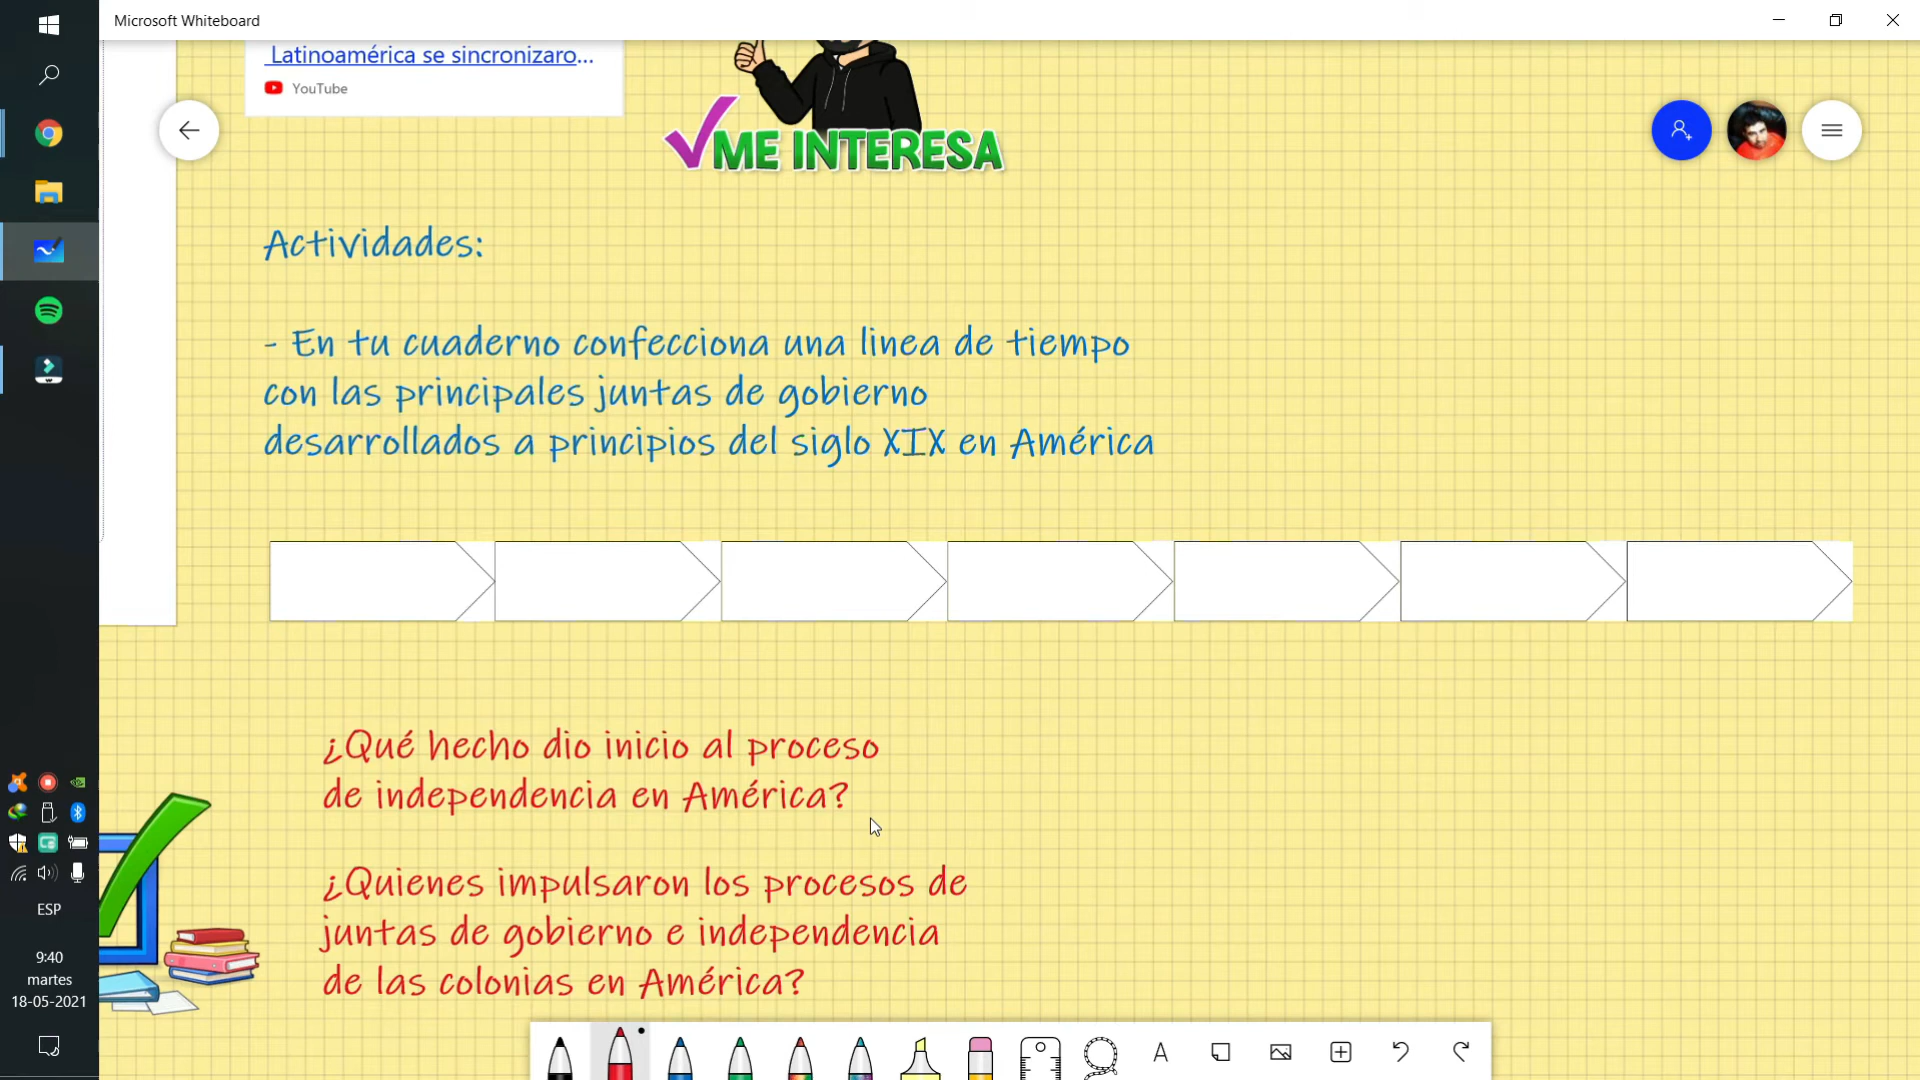 Microsoft Whiteboard
Latinoamérica se sincronizaro...
YouTube
ME INTERESA
Actividades:
- En tu cuaderno confecciona una linea de tiempo
con las principales juntas de gobierno
desarrollados a principios del siglo XIX en América
¿Qué hecho dio inicio al proceso
de independencia en América?
¿Quienes impulsaron los procesos de
juntas de gobierno e independencia
de las colonias en América?
ESP
9:40
martes
18-05-2021